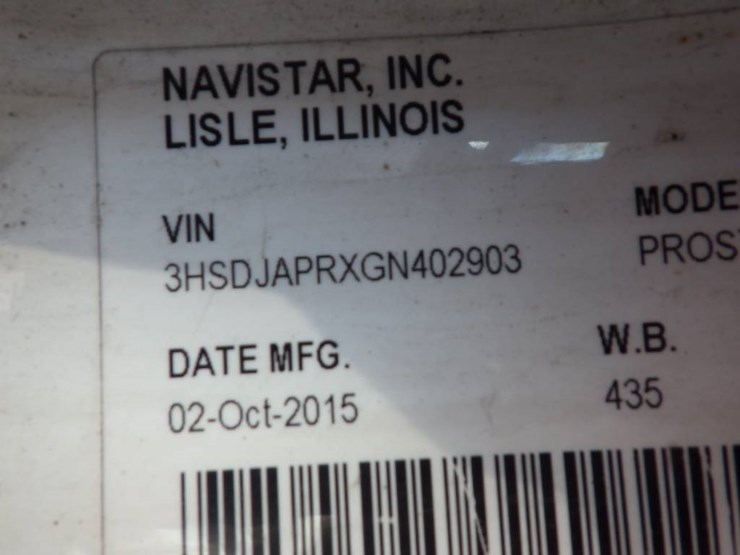 NAVISTAR, INC.
LISLE, ILLINOIS
VIN
MODE
3HSDJAPRXGN402903
PROS
DATE MFG.
W.B.
02-Oct-2015
435